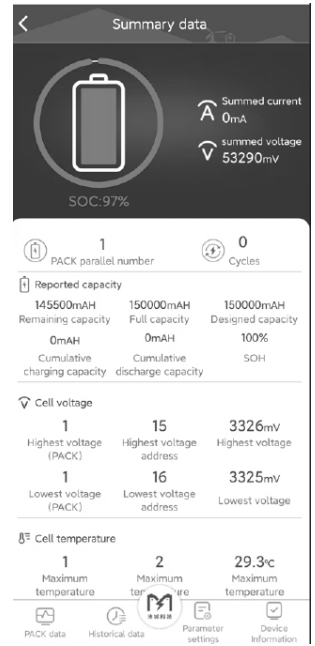 Summary data
A Summed current
0mA
V summed voltage
53290mV
SOC:97%
1
PACK parallel number
0
Cycles
Reported capacity
145500mAH
Remaining capacity
150000mAH
Full capacity
150000mAH
Designed capacity
0mAH
Cumulative
charging capacity
0mAH
Cumulative
discharge capacity
100%
SOH
V Cell voltage
1
Highest voltage
(PACK)
15
Highest voltage
address
3326mV
Highest voltage
1
Lowest voltage
(PACK)
16
Lowest voltage
address
3325mV
Lowest voltage
Cell temperature
1
Maximum
temperature
2
Maximum
29.3℃
Maximum
temperature
PACK data
Historical data
Parameter
settings
Device
Information